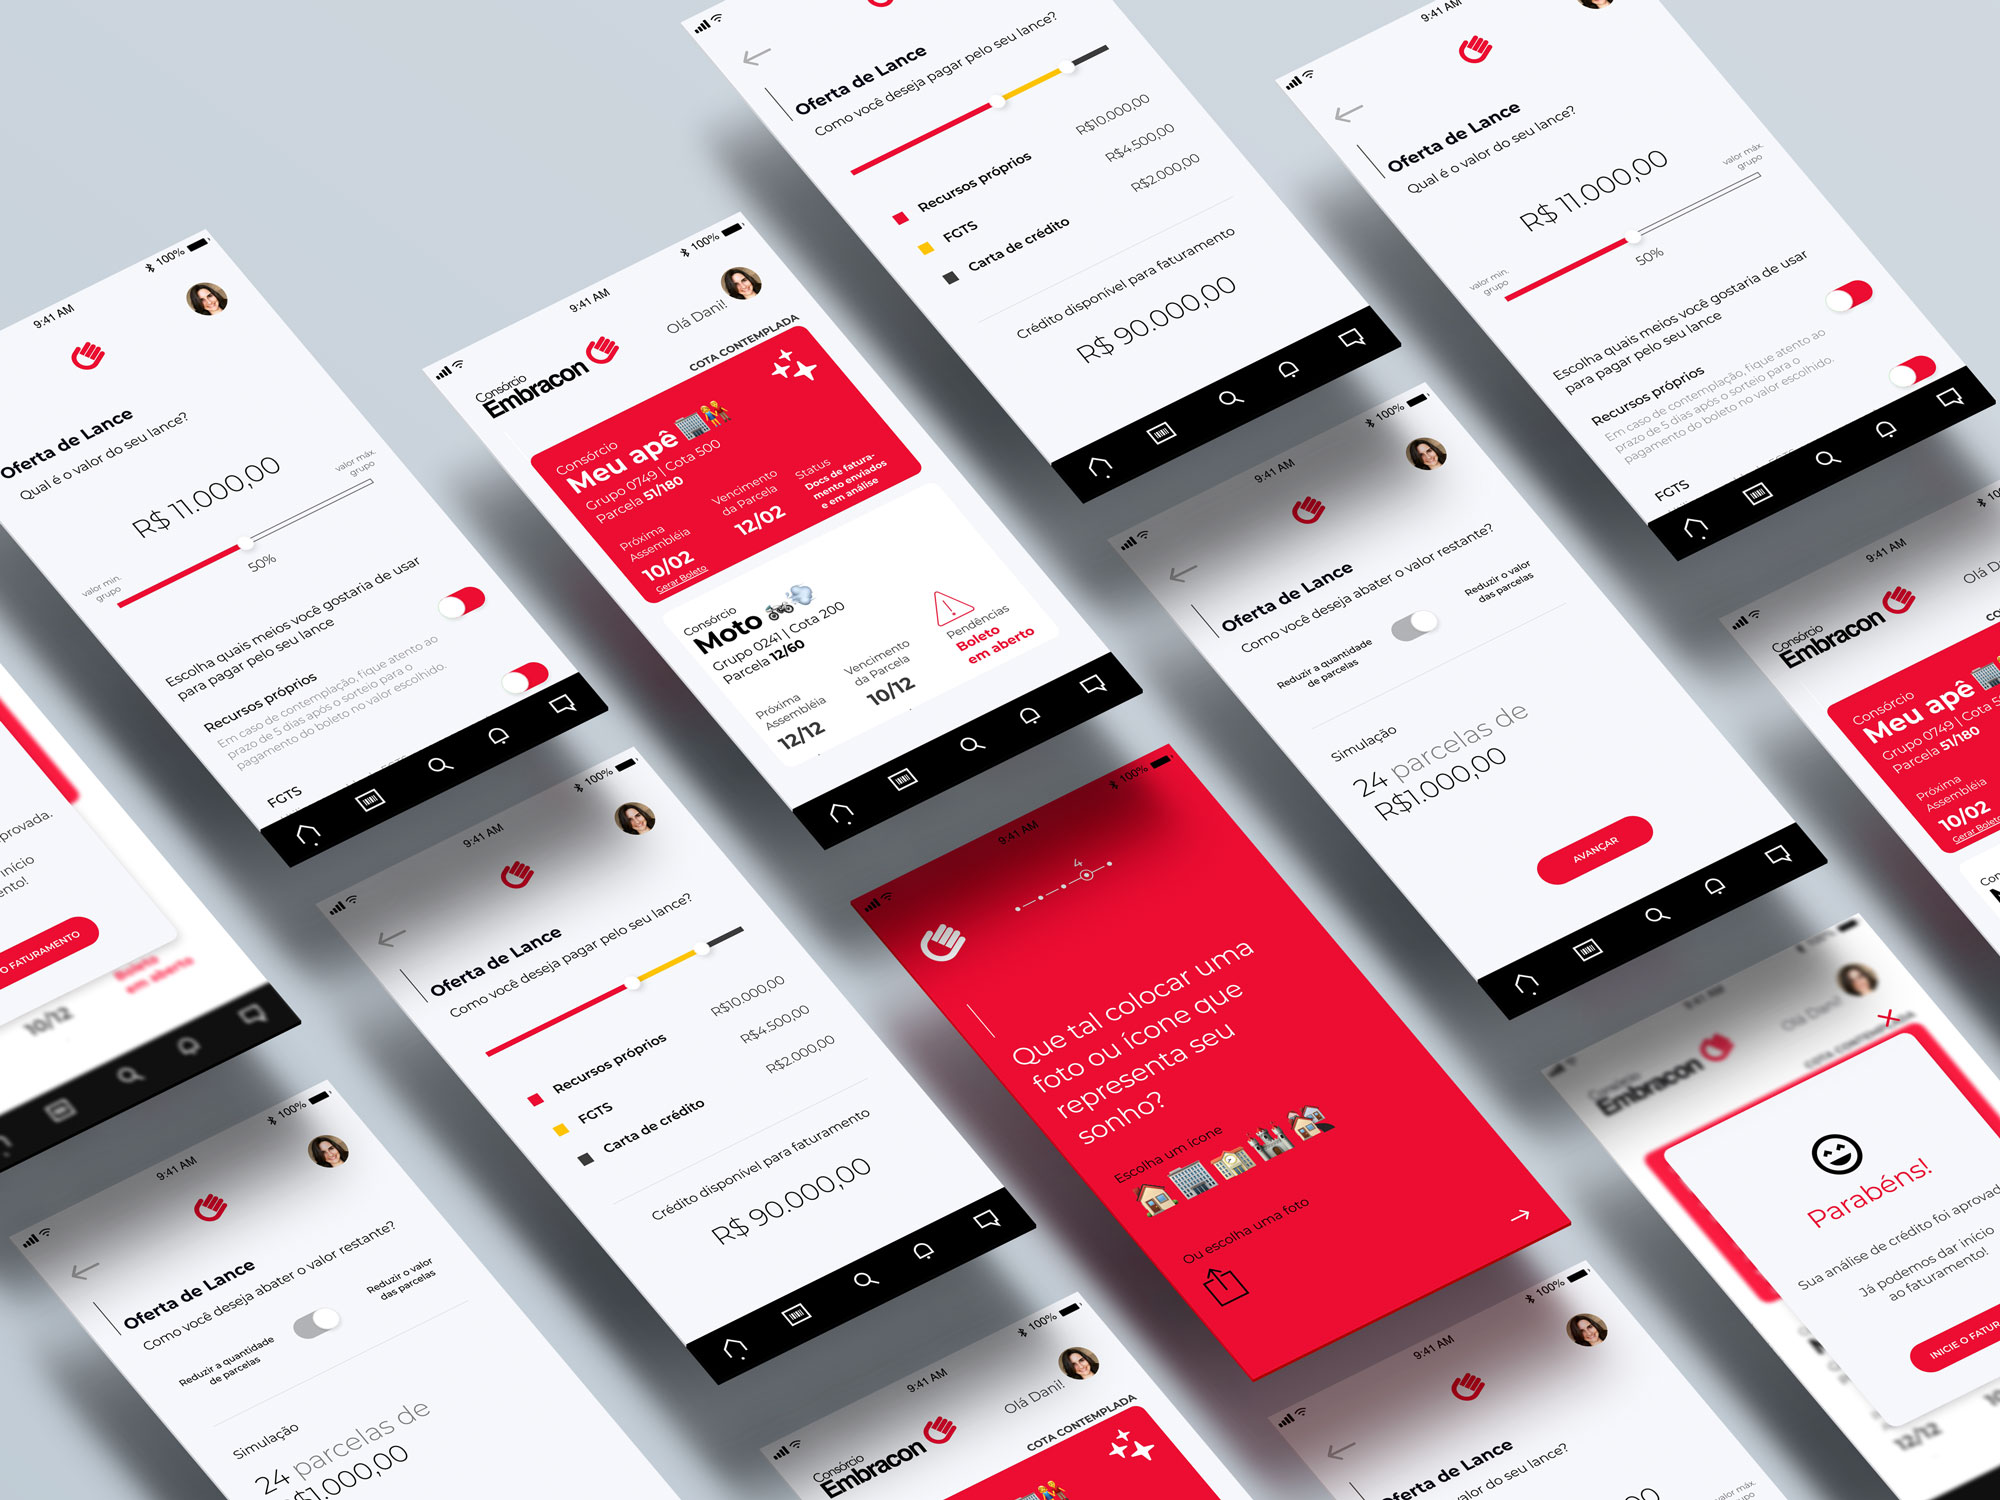 Oferta de Lance
Como você deseja pagar pelo seu lance?
Recursos próprios
R$10.000,00
FGTS
R$4.500,00
Carta de crédito
R$2.000,00
Crédito disponível para faturamento
R$ 90.000,00
9:41 AM
Oferta de Lance
Qual é o valor do seu lance?
R$ 11.000,00
valor máx.
grupo
valor min.
grupo
50%
Escolha quais meios você gostaria de usar
para pagar pelo seu lance
Recursos próprios
Em caso de contemplação, fique atento ao
prazo de 5 dias após o sorteio para o
pagamento do boleto no valor escolhido.
FGTS
9:41 AM
100%
Oferta de Lance
Qual é o valor do seu lance?
R$ 11.000,00
valor máx.
grupo
valor min.
grupo
50%
Escolha quais meios você gostaria de usar
para pagar pelo seu lance
Recursos próprios
Em caso de contemplação, fique atento ao
prazo de 5 dias após o sorteio para o
pagamento do boleto no valor escolhido.
FGTS
9:41 AM
100%
Consórcio
Embracon
Olá Dani!
COTA CONTEMPLADA
Consórcio
Meu apê
Grupo 0749 | Cota 500
Parcela 51/180
Próxima
Assembléia
10/02
Gerar Boleto
Vencimento
da Parcela
12/02
Status
Docs de fatura-
mento enviados
e em análise
Consórcio
Moto
Grupo 0241 | Cota 200
Parcela 12/60
Próxima
Assembléia
12/12
Vencimento
da Parcela
10/12
Pendências
Boleto
em aberto
9:41 AM
100%
Oferta de Lance
Como você deseja abater o valor restante?
Reduzir a quantidade
de parcelas
Reduzir o valor
das parcelas
Simulação
24 parcelas de
R$1.000,00
AVANÇAR
9:41 AM
Olá
Consórcio
Embracon
Consórcio
Meu apê
Grupo 0749 | Cota
Parcela 51/180
Próxima
Assembléia
10/02
Gerar Boleto
provada.
início
ento!
O FATURAMENTO
Boleto
em aberto
10/12
9:41 AM
100%
Oferta de Lance
Como você deseja pagar pelo seu lance?
Recursos próprios
R$10.000,00
FGTS
R$4.500,00
Carta de crédito
R$2.000,00
Crédito disponível para faturamento
R$ 90.000,00
9:41 AM
100%
4
Que tal colocar uma
foto ou ícone que
representa seu
sonho?
Escolha um ícone
Ou escolha uma foto
Olá Dani!
Consórcio
Embracon
Parabéns!
Sua análise de crédito foi aprovad
Já podemos dar início
ao faturamento!
INICIE O FATUR
12/12
9:41 AM
100%
Oferta de Lance
Como você deseja abater o valor restante?
Reduzir a quantidade
de parcelas
Reduzir o valor
das parcelas
Simulação
24 parcelas de
$1.000,00
9:41 AM
100%
Consórcio
Embracon
Olá Dani!
COTA CONTEMPLADA
9:41 AM
100%
Oferta de Lance
valor do seu lance?
000,00
valor máx.